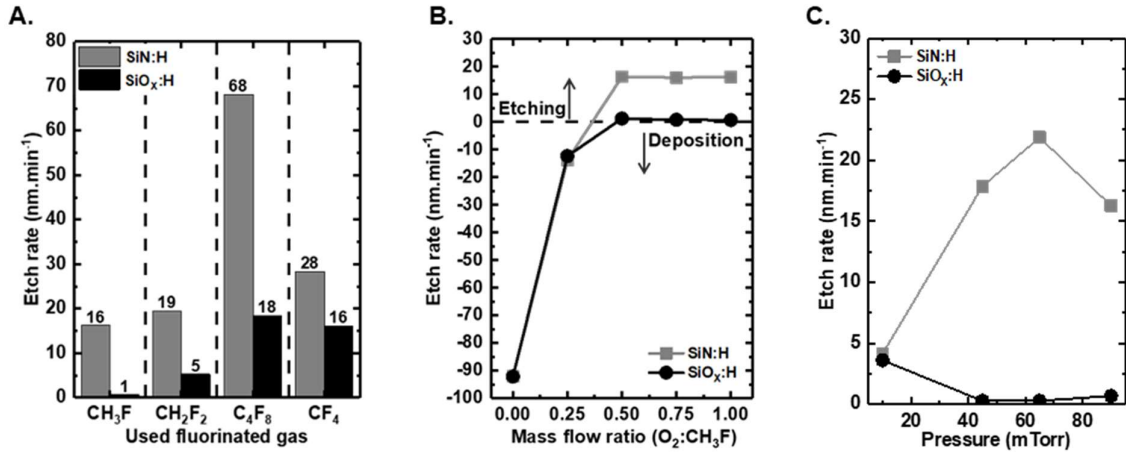 A.
80
70
60
50
40
30
20
10
0
Etch rate (nm.min⁻¹)
SiN:H
SiOₓ:H
16
1
19
5
68
18
28
16
CH₃F
CH₂F₂
C₄F₈
CF₄
Used fluorinated gas
B.
30
20
10
0
-10
-20
-30
-40
-50
-60
-70
-80
-90
-100
Etch rate (nm.min⁻¹)
Etching
Deposition
SiN:H
SiOₓ:H
0.00 0.25 0.50 0.75 1.00
Mass flow ratio (O₂:CH₃F)
C.
30
25
20
15
10
5
0
Etch rate (nm.min⁻¹)
SiN:H
SiOₓ:H
20 40 60 80
Pressure (mTorr)